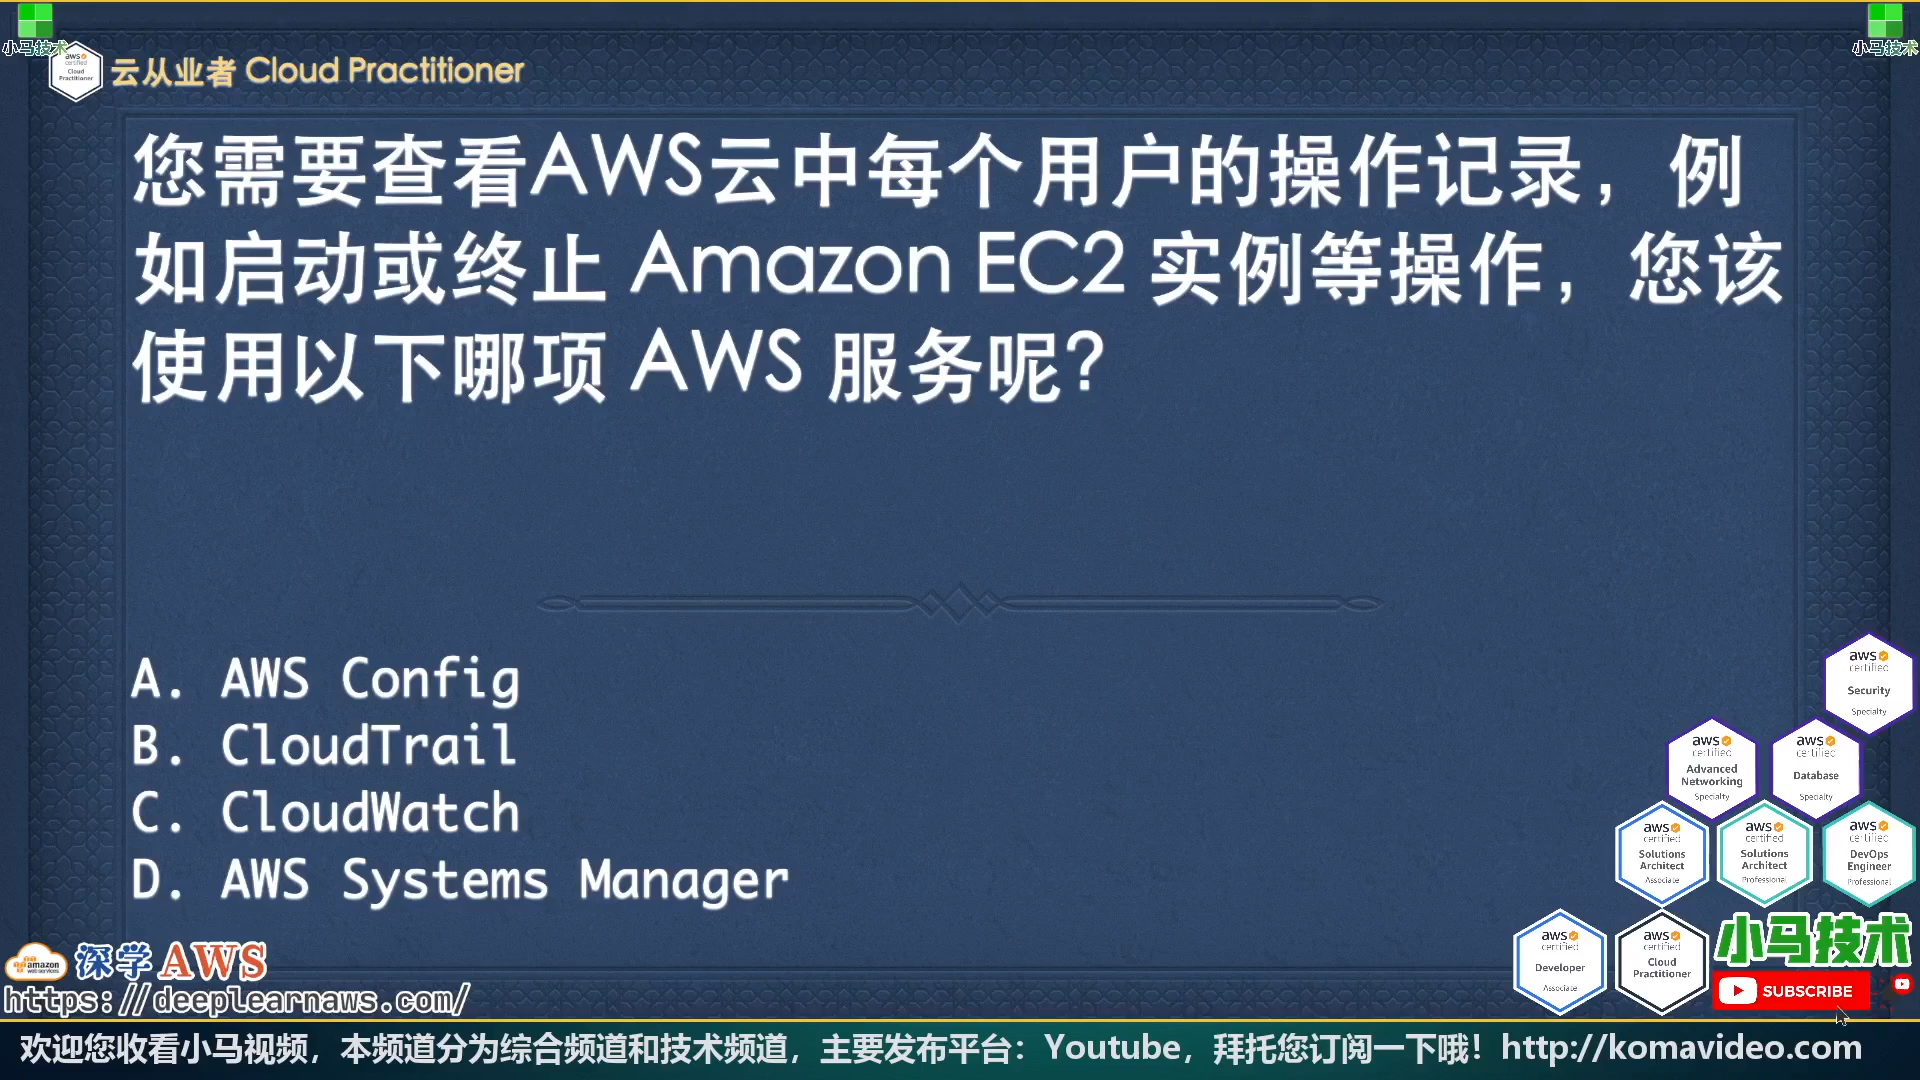 小马技术
小马技术
aws certified Cloud Practitioner
云从业者 Cloud Practitioner
您需要查看AWS云中每个用户的操作记录，例
如启动或终止 Amazon EC2 实例等操作，您该
使用以下哪项 AWS 服务呢？
A. AWS Config
B. CloudTrail
C. CloudWatch
D. AWS Systems Manager
aws certified Security Specialty
aws certified Advanced Networking Specialty
aws certified Database Specialty
aws certified Solutions Architect Associate
aws certified Solutions Architect Professional
aws certified DevOps Engineer Professional
aws certified Developer Associate
aws certified Cloud Practitioner
小马技术
SUBSCRIBE
amazon web services 深学 AWS
https://deeplearnaws.com/
欢迎您收看小马视频，本频道分为综合频道和技术频道，主要发布平台：Youtube，拜托您订阅一下哦！http://komavideo.com